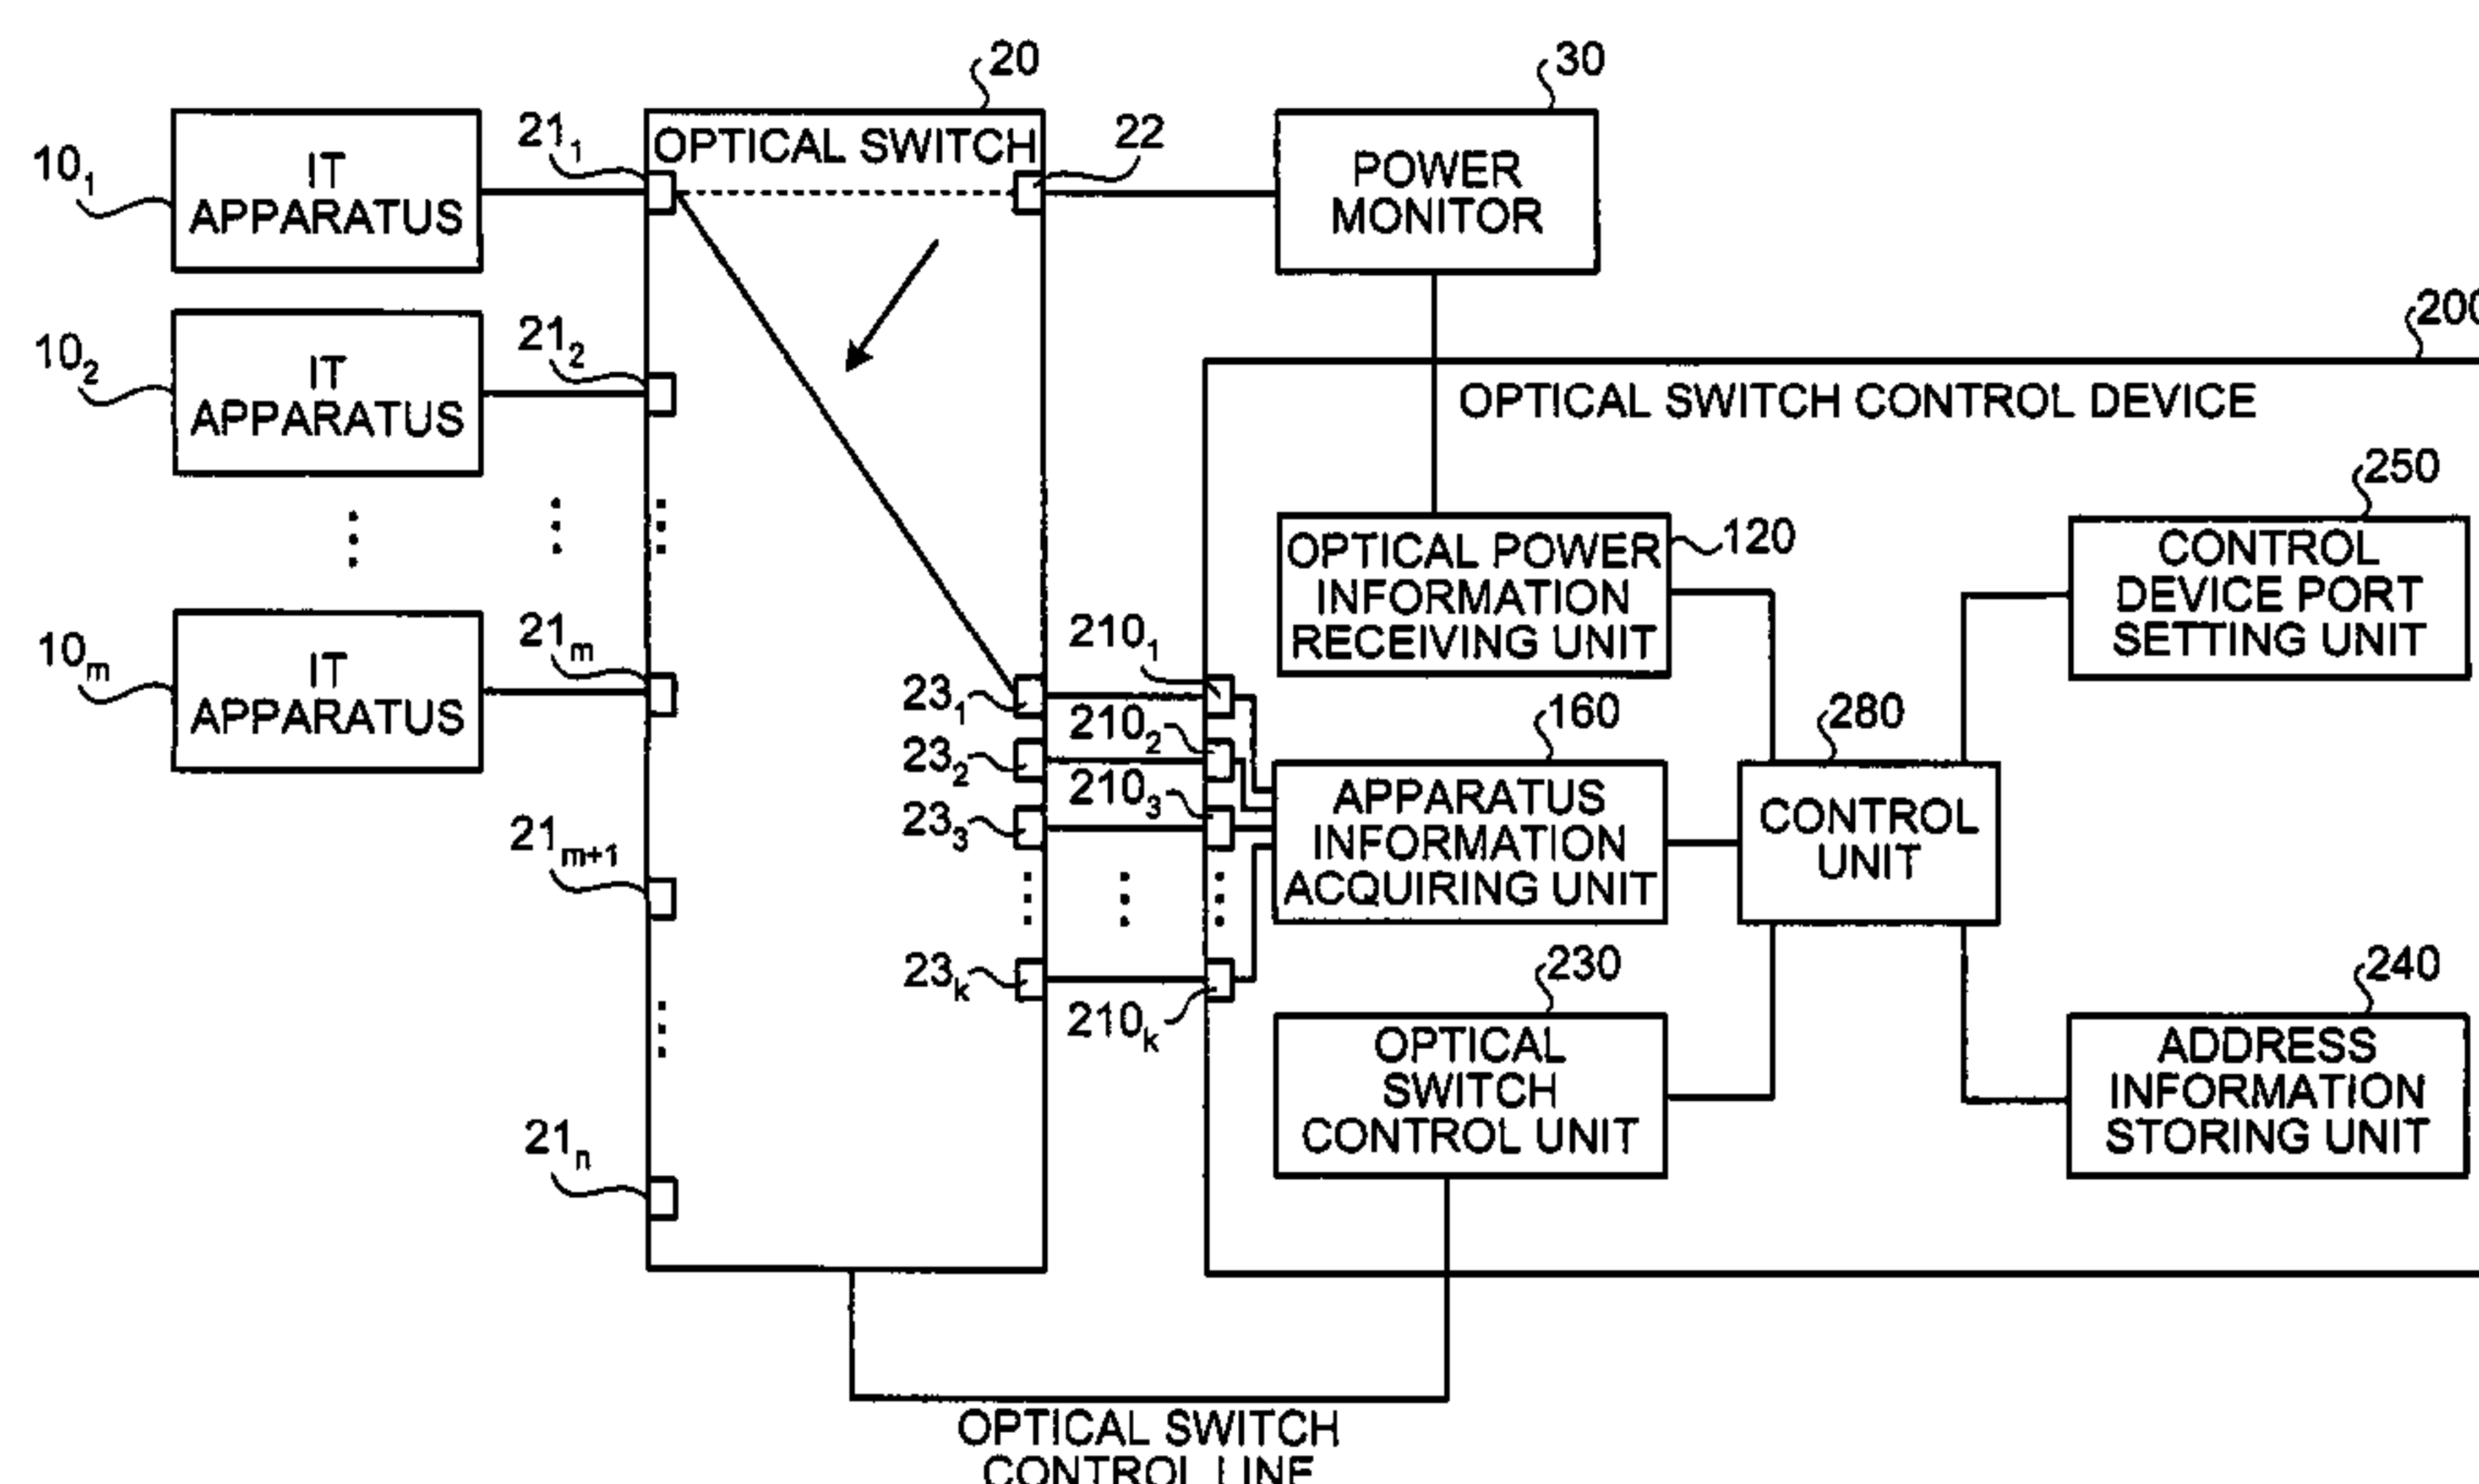 20
30
10₁
IT
APPARATUS
21₁
OPTICAL SWITCH
22
POWER
MONITOR
10₂
IT
APPARATUS
21₂
200
OPTICAL SWITCH CONTROL DEVICE
250
OPTICAL POWER
INFORMATION
RECEIVING UNIT
120
CONTROL
DEVICE PORT
SETTING UNIT
10ₘ
IT
APPARATUS
21ₘ
23₁
210₁
23₂
210₂
23₃
210₃
160
APPARATUS
INFORMATION
ACQUIRING UNIT
280
CONTROL
UNIT
21ₘ₊₁
23ₖ
210ₖ
230
OPTICAL
SWITCH
CONTROL UNIT
240
ADDRESS
INFORMATION
STORING UNIT
21ₙ
OPTICAL SWITCH
CONTROL LINE